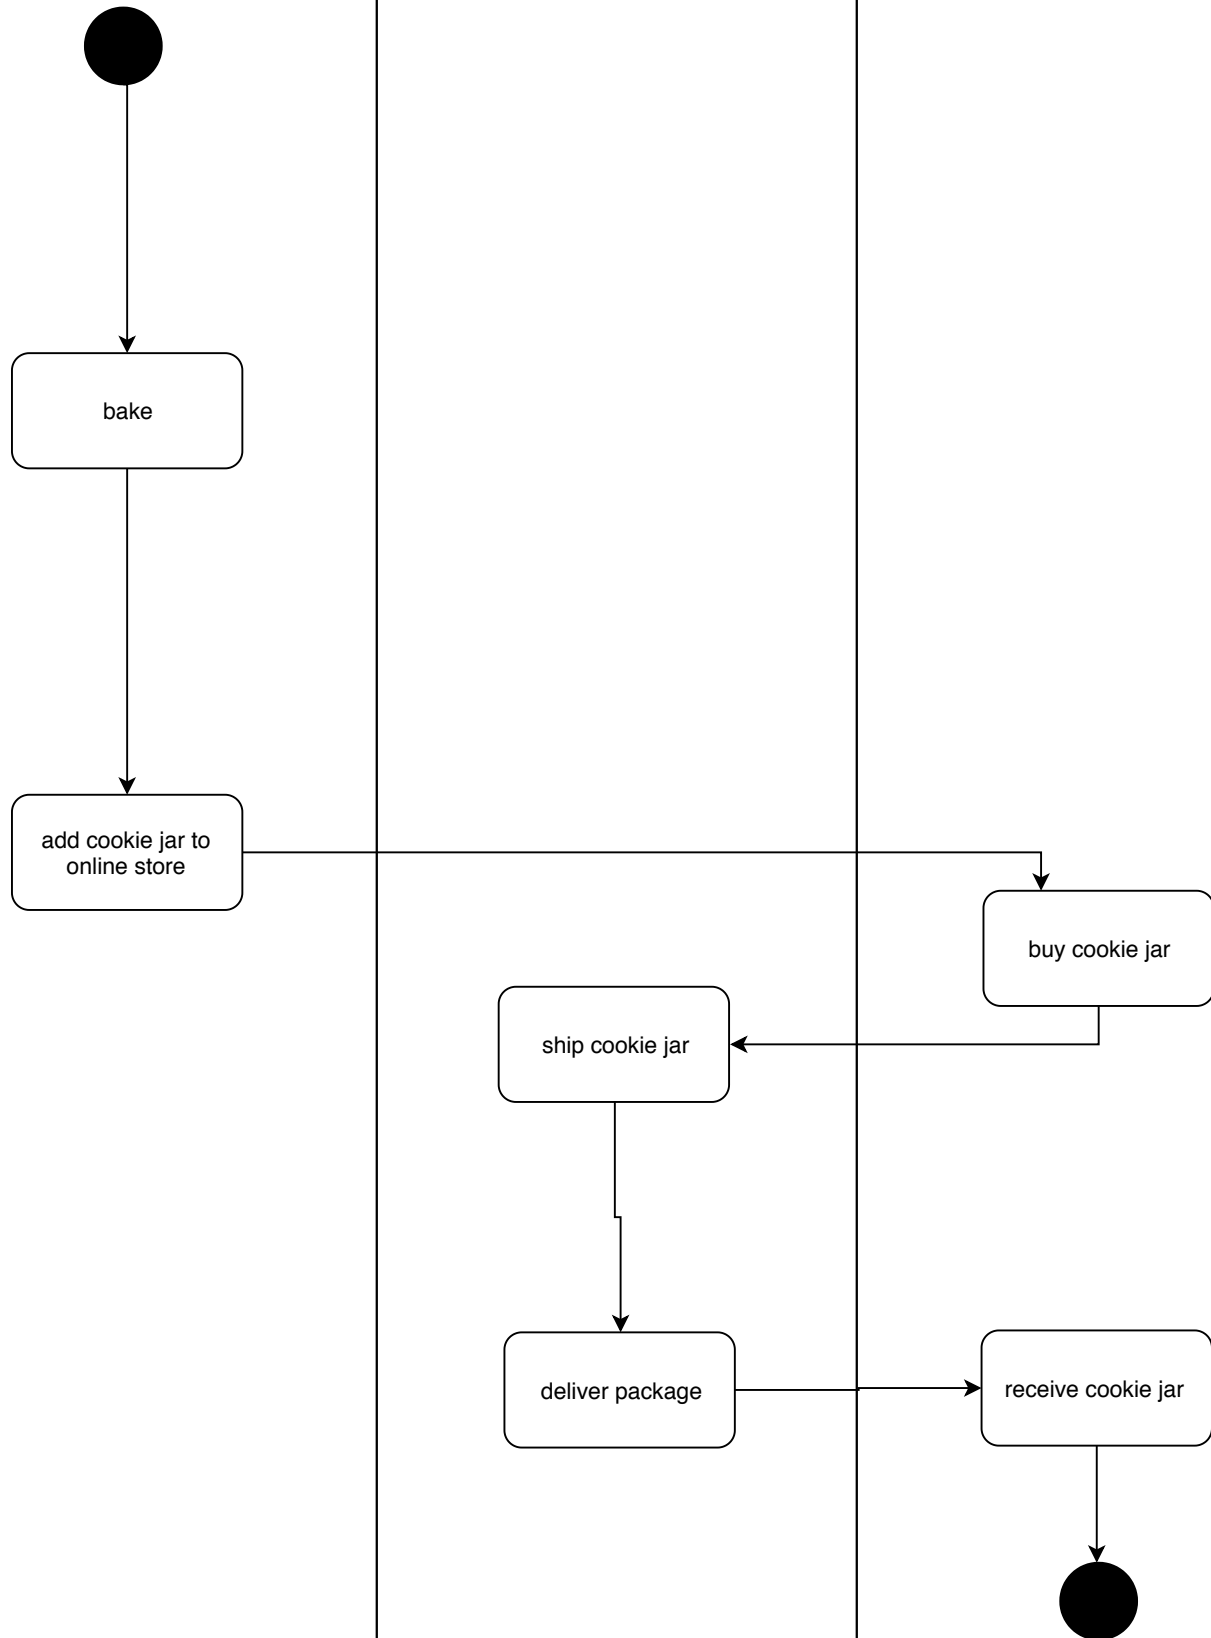 bake
add cookie jar to
online store
buy cookie jar
ship cookie jar
deliver package
receive cookie jar